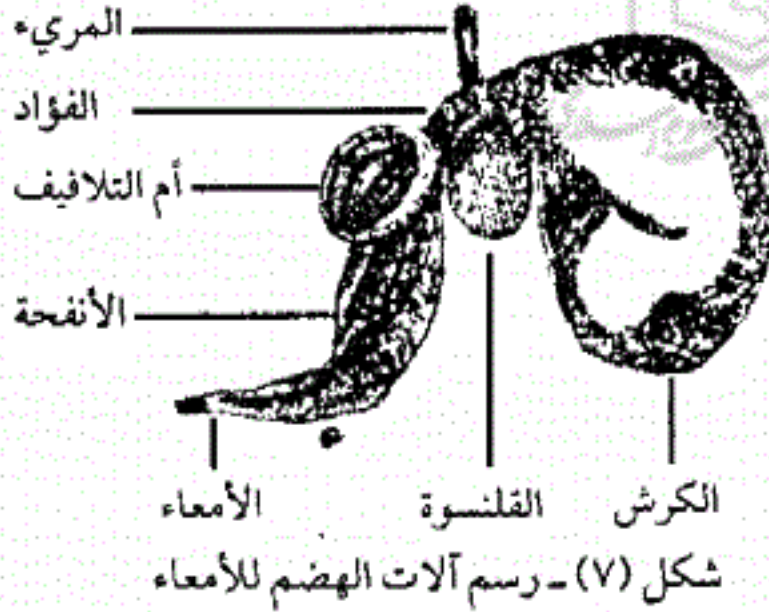 المريء
الفؤاد
أم التلافيف
الأنفحة
الكرش
القلنسوة
الأمعاء
شكل (٧) ـ رسم آلات الهضم للأمعاء